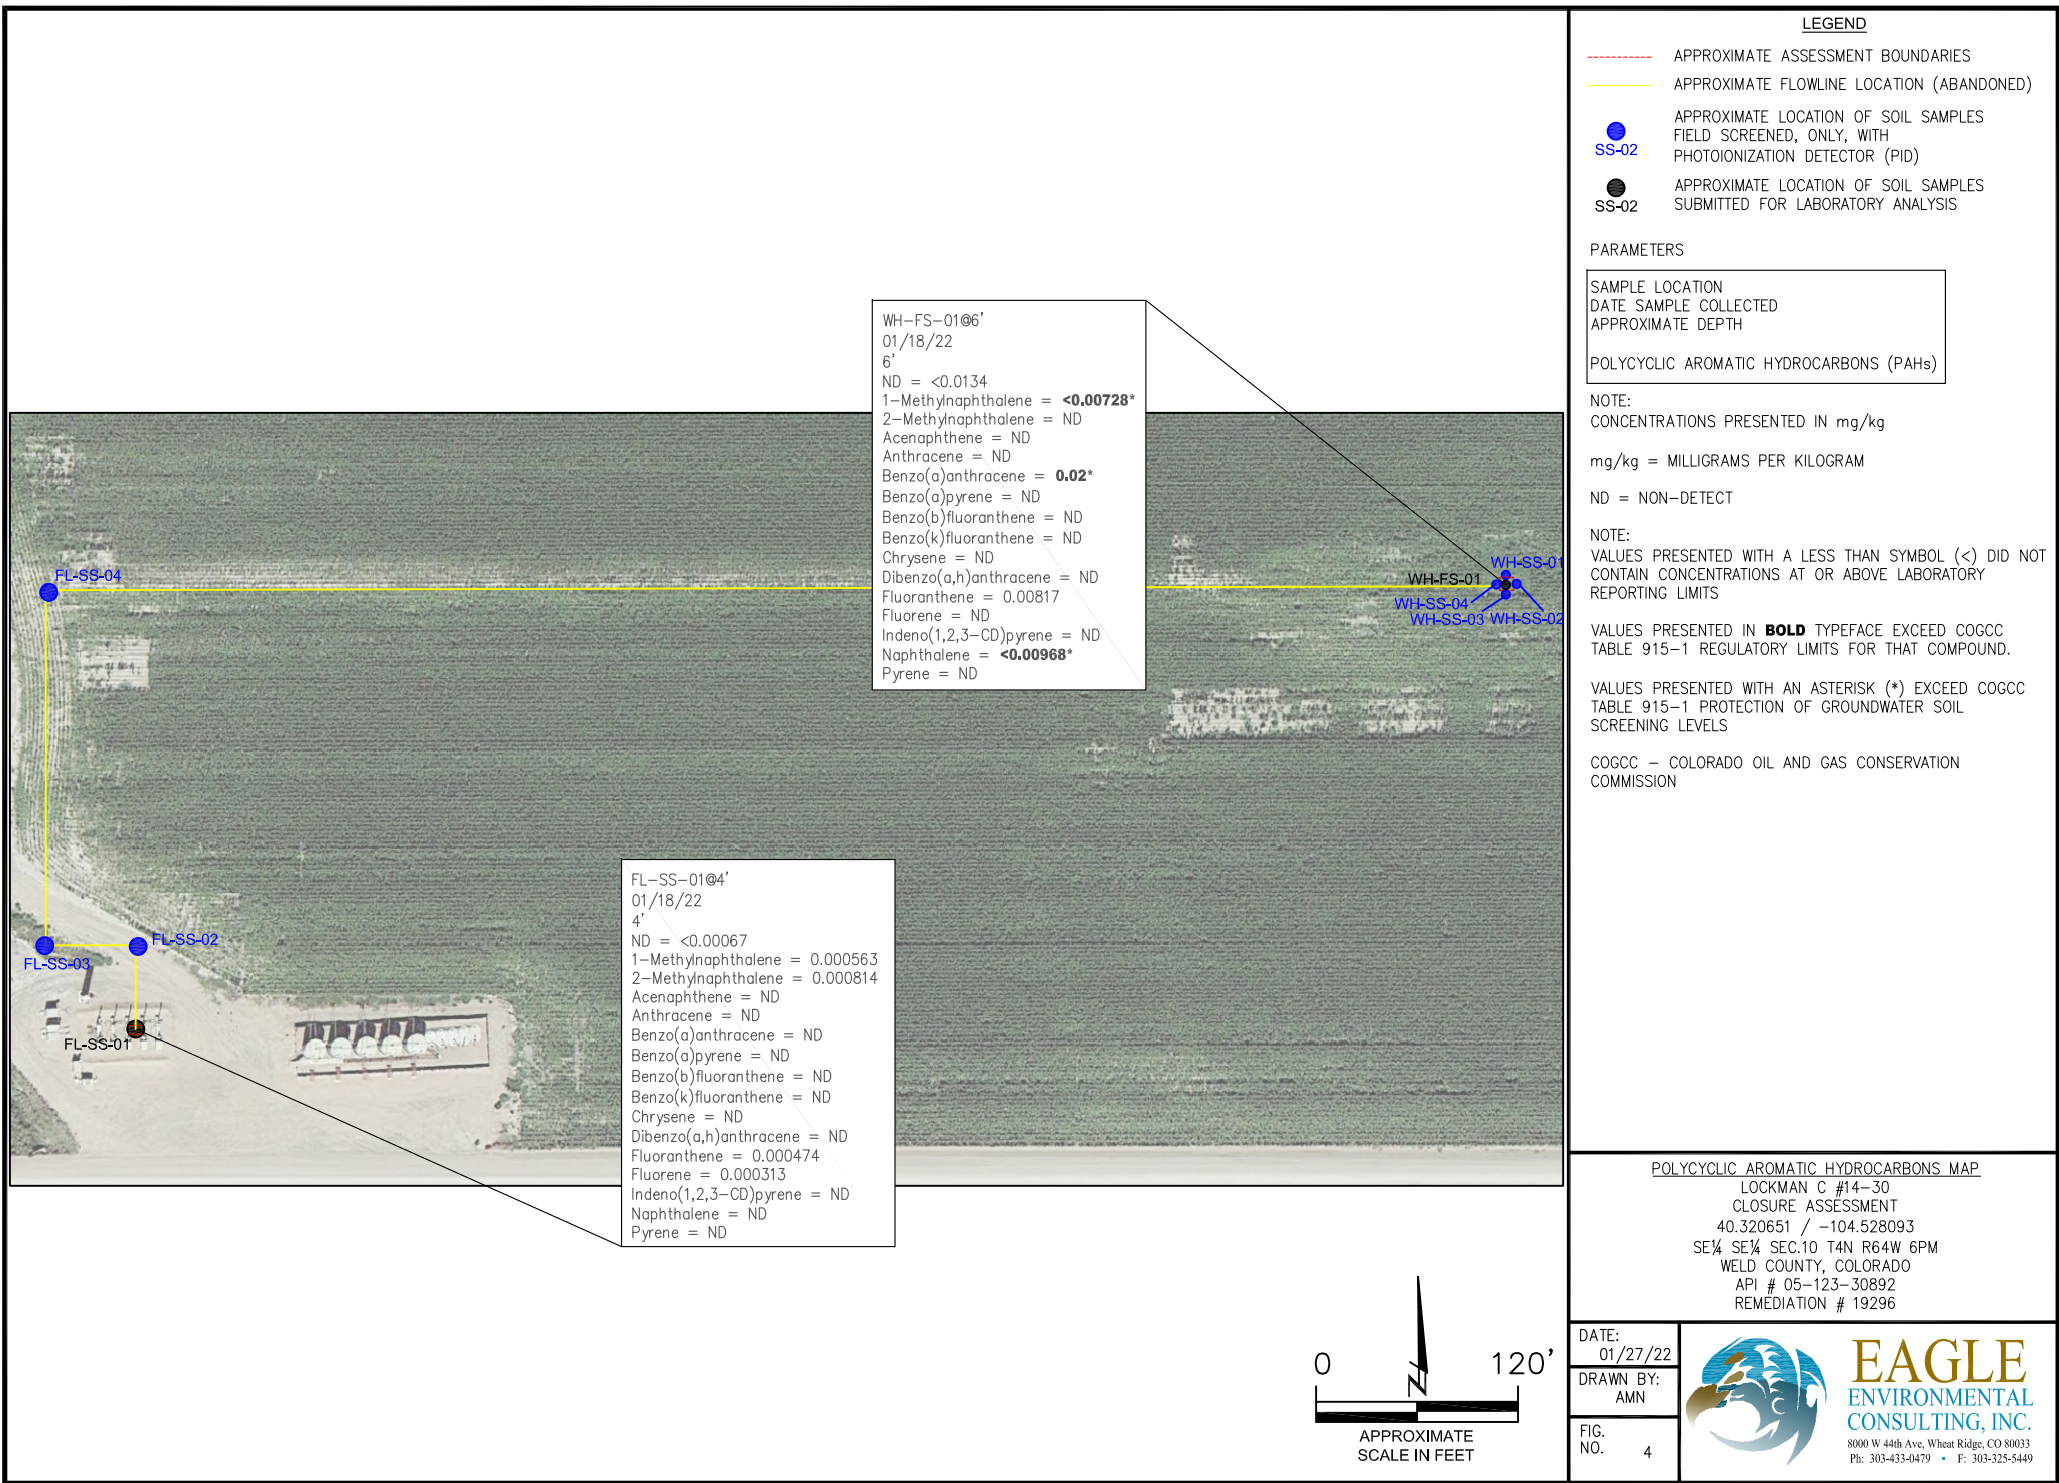 WH-FS-01@6'
01/18/22
6'
ND = <0.0134
1-Methylnaphthalene = <0.00728*
2-Methylnaphthalene = ND
Acenaphthene = ND
Anthracene = ND
Benzo(a)anthracene = 0.02*
Benzo(a)pyrene = ND
Benzo(b)fluoranthene = ND
Benzo(k)fluoranthene = ND
Chrysene = ND
Dibenzo(a,h)anthracene = ND
Fluoranthene = 0.00817
Fluorene = ND
Indeno(1,2,3-CD)pyrene = ND
Naphthalene = <0.00968*
Pyrene = ND
FL-SS-04
WH-SS-01
WH-FS-01
WH-SS-04
WH-SS-03 WH-SS-02
FL-SS-02
FL-SS-03
FL-SS-01
FL-SS-01@4'
01/18/22
4'
ND = <0.00067
1-Methylnaphthalene = 0.000563
2-Methylnaphthalene = 0.000814
Acenaphthene = ND
Anthracene = ND
Benzo(a)anthracene = ND
Benzo(a)pyrene = ND
Benzo(b)fluoranthene = ND
Benzo(k)fluoranthene = ND
Chrysene = ND
Dibenzo(a,h)anthracene = ND
Fluoranthene = 0.000474
Fluorene = 0.000313
Indeno(1,2,3-CD)pyrene = ND
Naphthalene = ND
Pyrene = ND
0 120'
N
APPROXIMATE
SCALE IN FEET
LEGEND
APPROXIMATE ASSESSMENT BOUNDARIES
APPROXIMATE FLOWLINE LOCATION (ABANDONED)
SS-02
APPROXIMATE LOCATION OF SOIL SAMPLES
FIELD SCREENED, ONLY, WITH
PHOTOIONIZATION DETECTOR (PID)
SS-02
APPROXIMATE LOCATION OF SOIL SAMPLES
SUBMITTED FOR LABORATORY ANALYSIS
PARAMETERS
SAMPLE LOCATION
DATE SAMPLE COLLECTED
APPROXIMATE DEPTH
POLYCYCLIC AROMATIC HYDROCARBONS (PAHs)
NOTE:
CONCENTRATIONS PRESENTED IN mg/kg
mg/kg = MILLIGRAMS PER KILOGRAM
ND = NON-DETECT
NOTE:
VALUES PRESENTED WITH A LESS THAN SYMBOL (<) DID NOT
CONTAIN CONCENTRATIONS AT OR ABOVE LABORATORY
REPORTING LIMITS
VALUES PRESENTED IN BOLD TYPEFACE EXCEED COGCC
TABLE 915-1 REGULATORY LIMITS FOR THAT COMPOUND.
VALUES PRESENTED WITH AN ASTERISK (*) EXCEED COGCC
TABLE 915-1 PROTECTION OF GROUNDWATER SOIL
SCREENING LEVELS
COGCC - COLORADO OIL AND GAS CONSERVATION
COMMISSION
POLYCYCLIC AROMATIC HYDROCARBONS MAP
LOCKMAN C #14-30
CLOSURE ASSESSMENT
40.320651 / -104.528093
SE¼ SE¼ SEC.10 T4N R64W 6PM
WELD COUNTY, COLORADO
API # 05-123-30892
REMEDIATION # 19296
DATE:
01/27/22
DRAWN BY:
AMN
FIG.
NO. 4
EAGLE
ENVIRONMENTAL
CONSULTING, INC.
8000 W 44th Ave, Wheat Ridge, CO 80033
Ph: 303-433-0479 • F: 303-325-5449